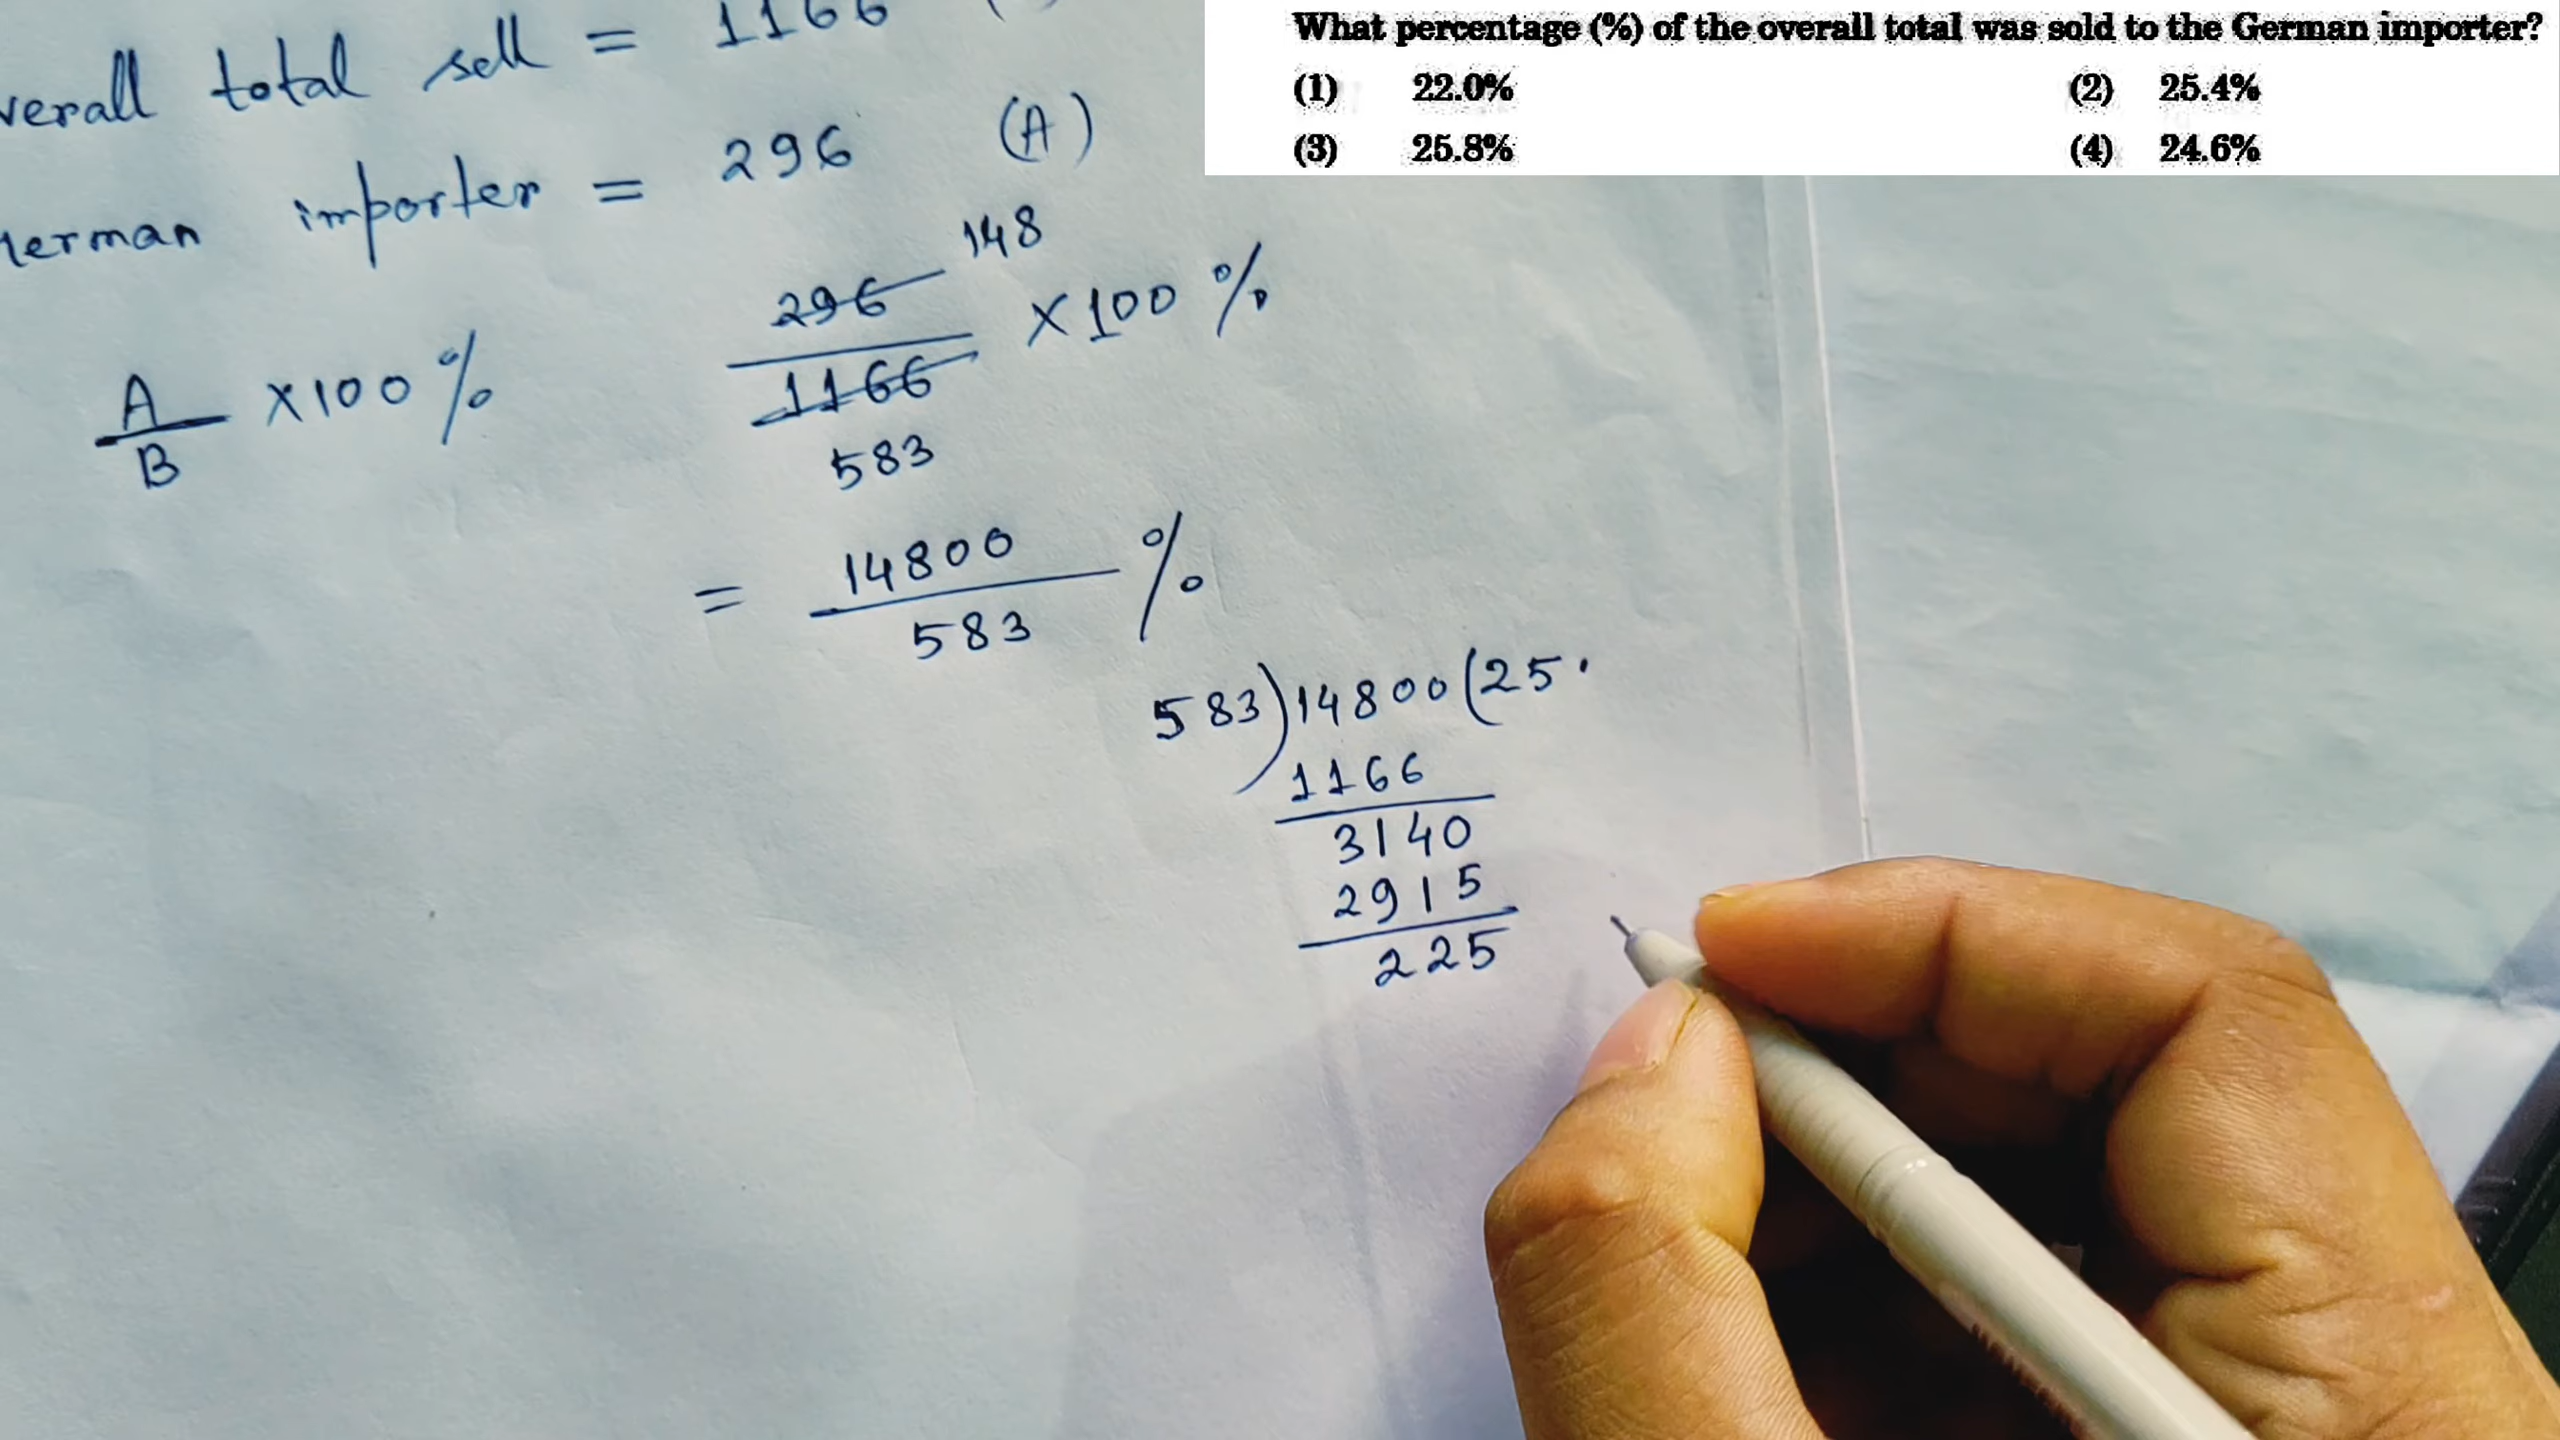 What percentage (%) of the overall total was sold to the German importer?
(1) 22.0% (2) 25.4%
(3) 25.8% (4) 24.6%
verall total sell = 1166
erman importer = 296 (A)
148
A/B ×100% 296/1166 ×100%
583
= 14800/583 %
583)14800(25.
1166
3140
2915
225